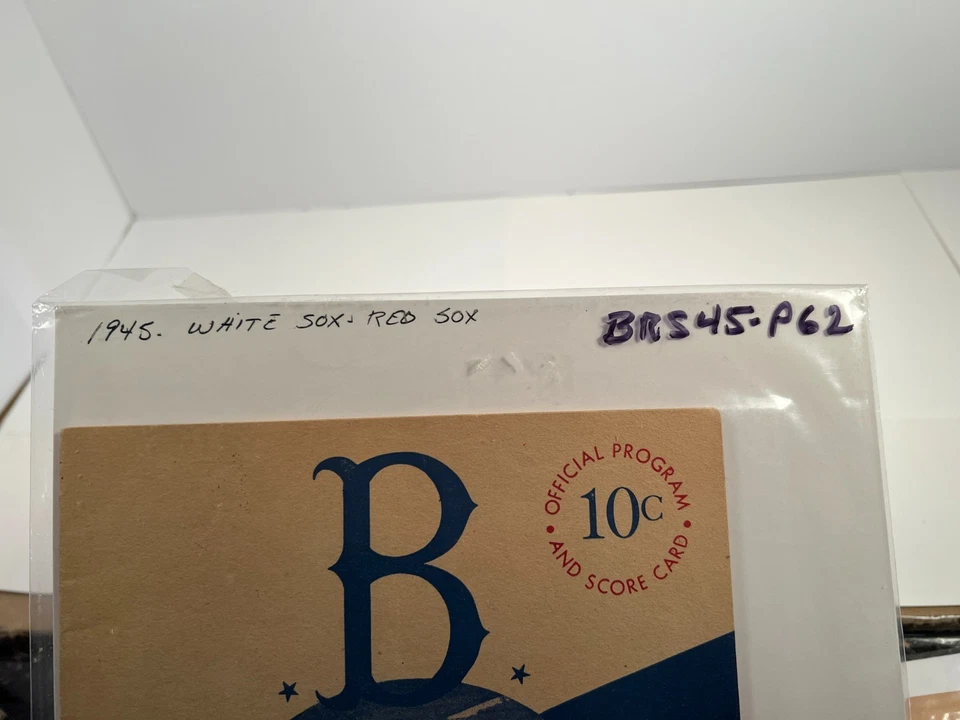 1945. WHITE SOX- RED SOX
BRS45-P62
B
• OFFICIAL PROGRAM •
10C
AND SCORE CARD